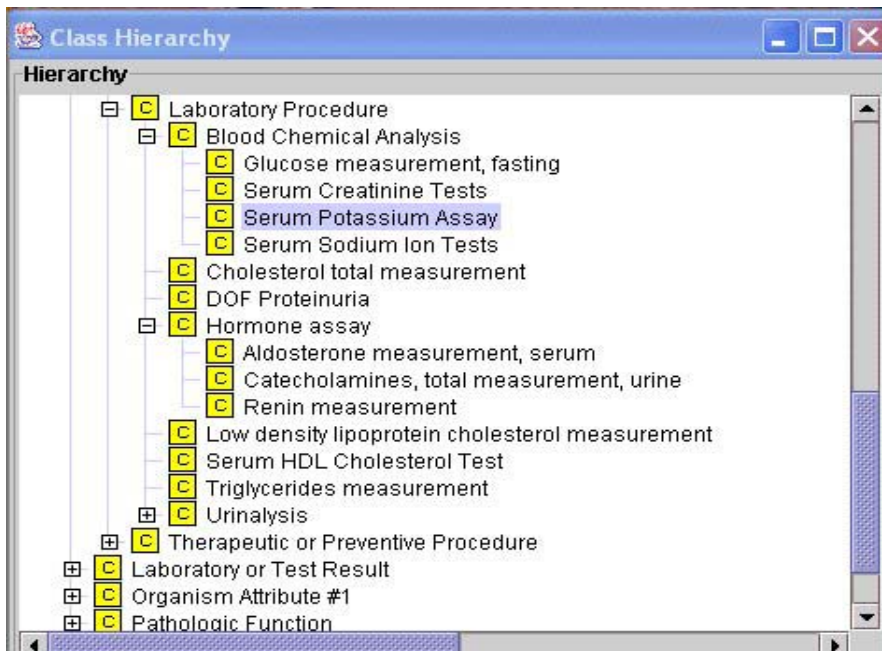 Class Hierarchy
Hierarchy
C Laboratory Procedure
C Blood Chemical Analysis
C Glucose measurement, fasting
C Serum Creatinine Tests
C Serum Potassium Assay
C Serum Sodium Ion Tests
C Cholesterol total measurement
C DOF Proteinuria
C Hormone assay
C Aldosterone measurement, serum
C Catecholamines, total measurement, urine
C Renin measurement
C Low density lipoprotein cholesterol measurement
C Serum HDL Cholesterol Test
C Triglycerides measurement
C Urinalysis
C Therapeutic or Preventive Procedure
C Laboratory or Test Result
C Organism Attribute #1
C Pathologic Function